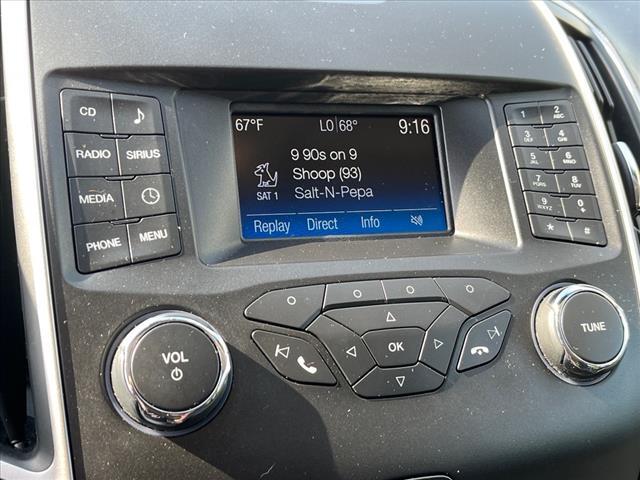 67°F LO 68° 9:16
9 90s on 9
Shoop (93)
SAT 1 Salt-N-Pepa
Replay Direct Info
CD
RADIO SIRIUS
MEDIA
PHONE MENU
1 2 ABC
3 DEF 4 GHI
5 JKL 6 MNO
7 PQRS 8 TUV
9 WXYZ 0 +
* #
VOL
OK
TUNE